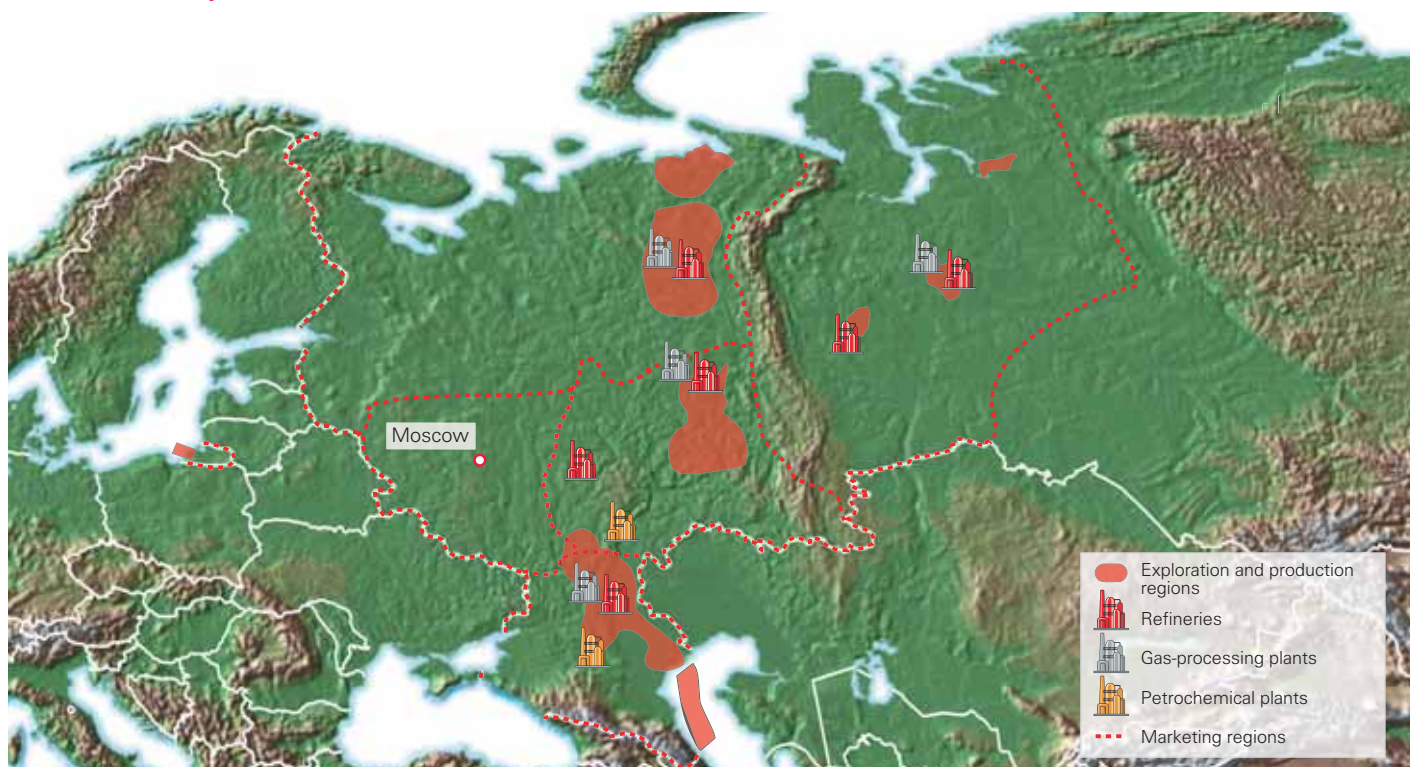 Moscow
Exploration and production
regions
Refineries
Gas-processing plants
Petrochemical plants
Marketing regions